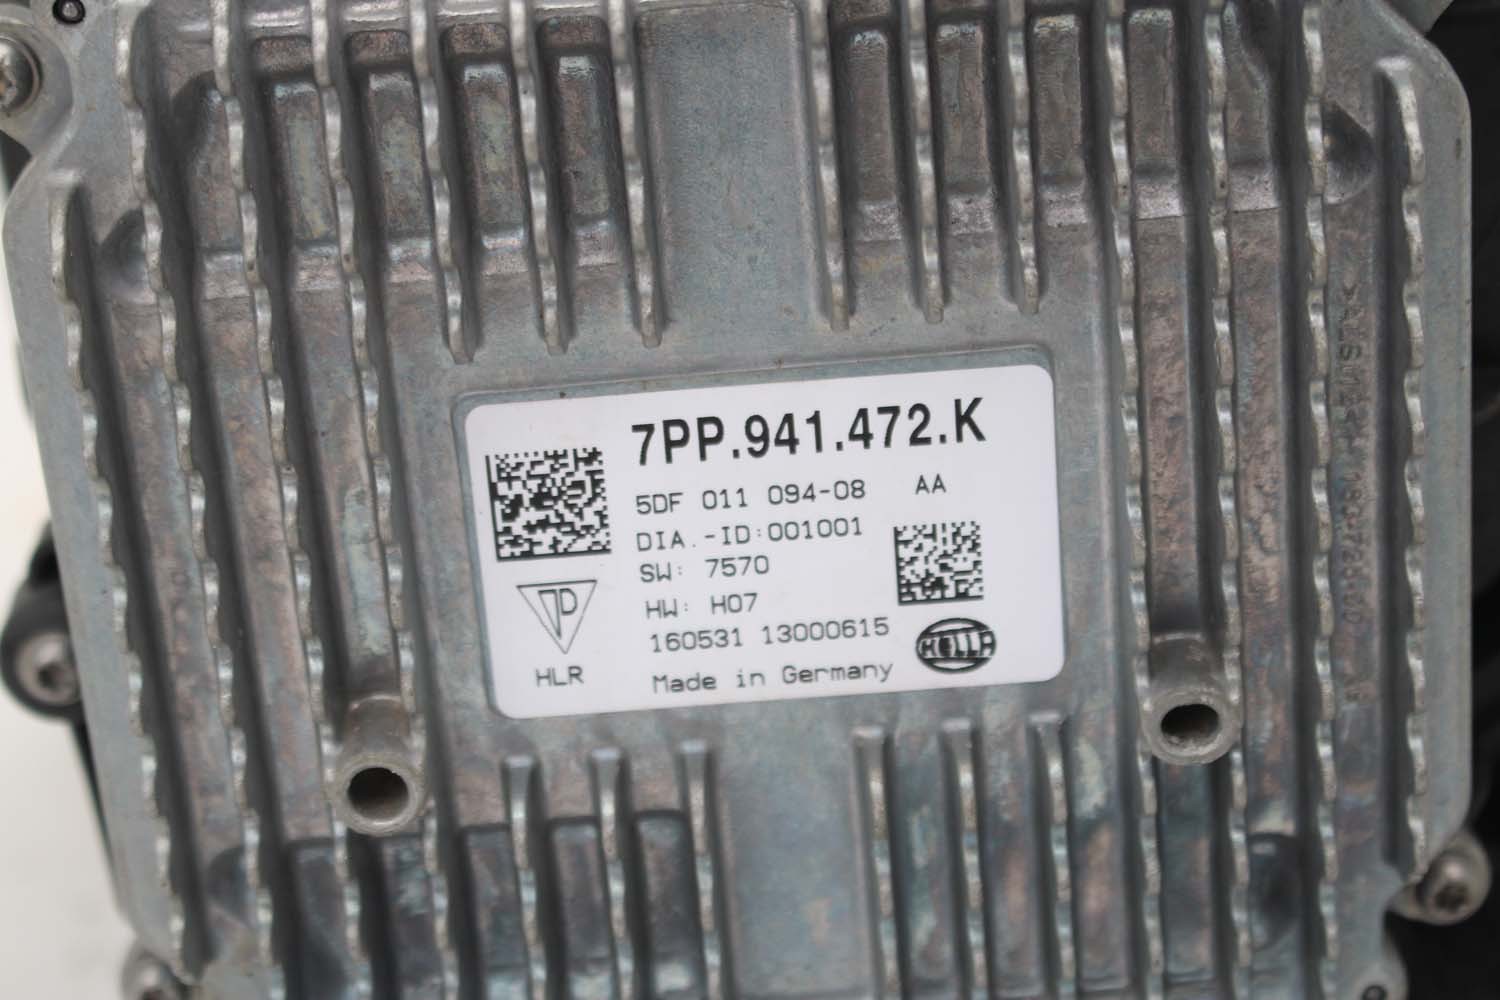 7PP.941.472.K
5DF 011 094-08 AA
DIA.-ID:001001
SW: 7570
HW: H07
160531 13000615
Made in Germany
HLR
HELLA